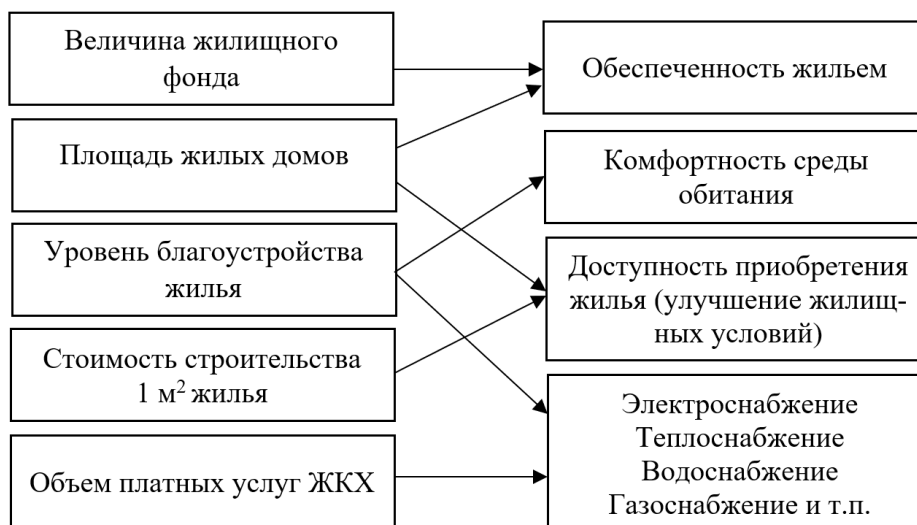 Величина жилищного
фонда
Площадь жилых домов
Уровень благоустройства
жилья
Стоимость строительства
1 м² жилья
Объем платных услуг ЖКХ
Обеспеченность жильем
Комфортность среды
обитания
Доступность приобретения
жилья (улучшение жилищ-
ных условий)
Электроснабжение
Теплоснабжение
Водоснабжение
Газоснабжение и т.п.